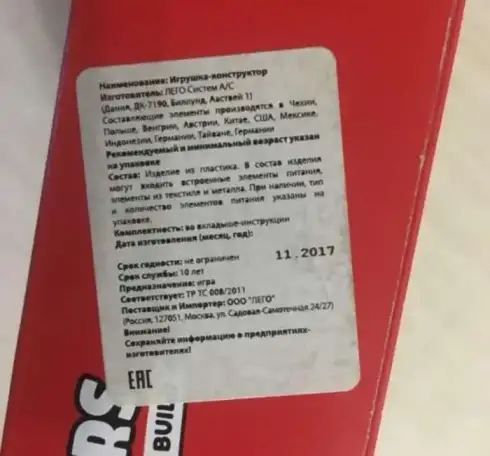 Наименование: Игрушка-конструктор
Изготовитель: ЛЕГО Систем А/С
(Дания, ДК-7190, Биллунд, Ааствей 1)
Составляющие элементы производятся в Чехии,
Польше, Венгрии, Австрии, Китае, США, Мексике,
Индонезии, Германии, Тайване, Германии
Рекомендуемый и минимальный возраст указан
на упаковке
Состав: Изделие из пластика. В состав изделия
могут входить встроенные элементы питания,
элементы из текстиля и металла. При наличии, тип
и количество элементов питания указаны на
упаковке.
Комплектность: во вкладыше-инструкции
Дата изготовления (месяц, год):
11.2017
Срок годности: не ограничен
Срок службы: 10 лет
Предназначение: игра
Соответствует: ТР ТС 008/2011
Поставщик и Импортер: ООО "ЛЕГО"
(Россия, 127051, Москва, ул. Садовая-Самотечная 24/27)
Внимание!
Сохраняйте информацию о предприятиях-
изготовителях!
EAC
RS
BUIL